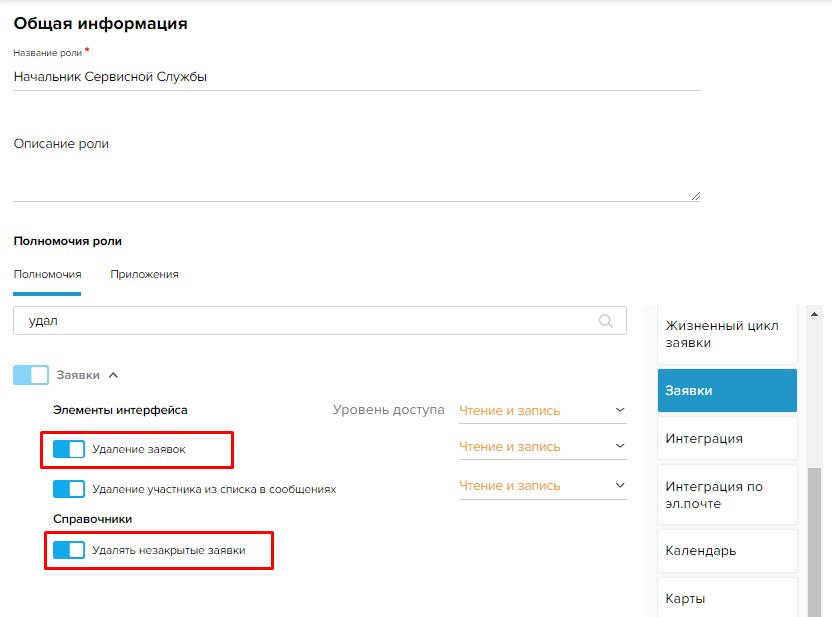 Общая информация
Название роли *
Начальник Сервисной Службы
Описание роли
Полномочия роли
Полномочия Приложения
удал
Заявки
Элементы интерфейса Уровень доступа Чтение и запись
Удаление заявок Чтение и запись
Удаление участника из списка в сообщениях Чтение и запись
Справочники
Удалять незакрытые заявки
Жизненный цикл
заявки
Заявки
Интеграция
Интеграция по
эл.почте
Календарь
Карты